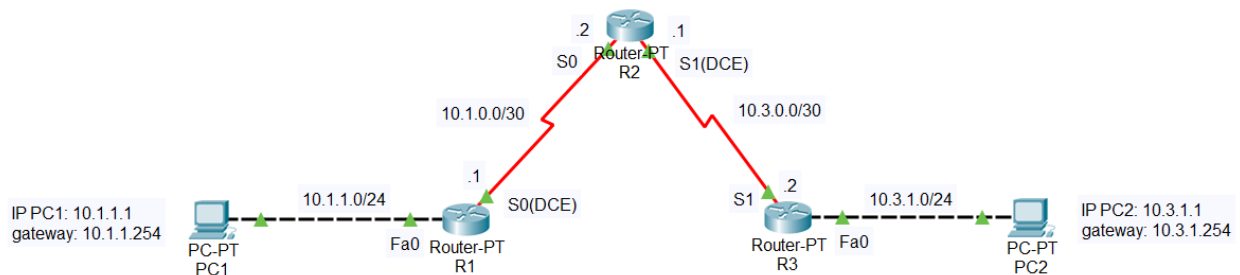 .2
.1
Router-PT
R2
S0
S1(DCE)
10.1.0.0/30
10.3.0.0/30
.1
S0(DCE)
.2
S1
IP PC1: 10.1.1.1
gateway: 10.1.1.254
10.1.1.0/24
Fa0
PC-PT
PC1
Router-PT
R1
10.3.1.0/24
Fa0
Router-PT
R3
PC-PT
PC2
IP PC2: 10.3.1.1
gateway: 10.3.1.254